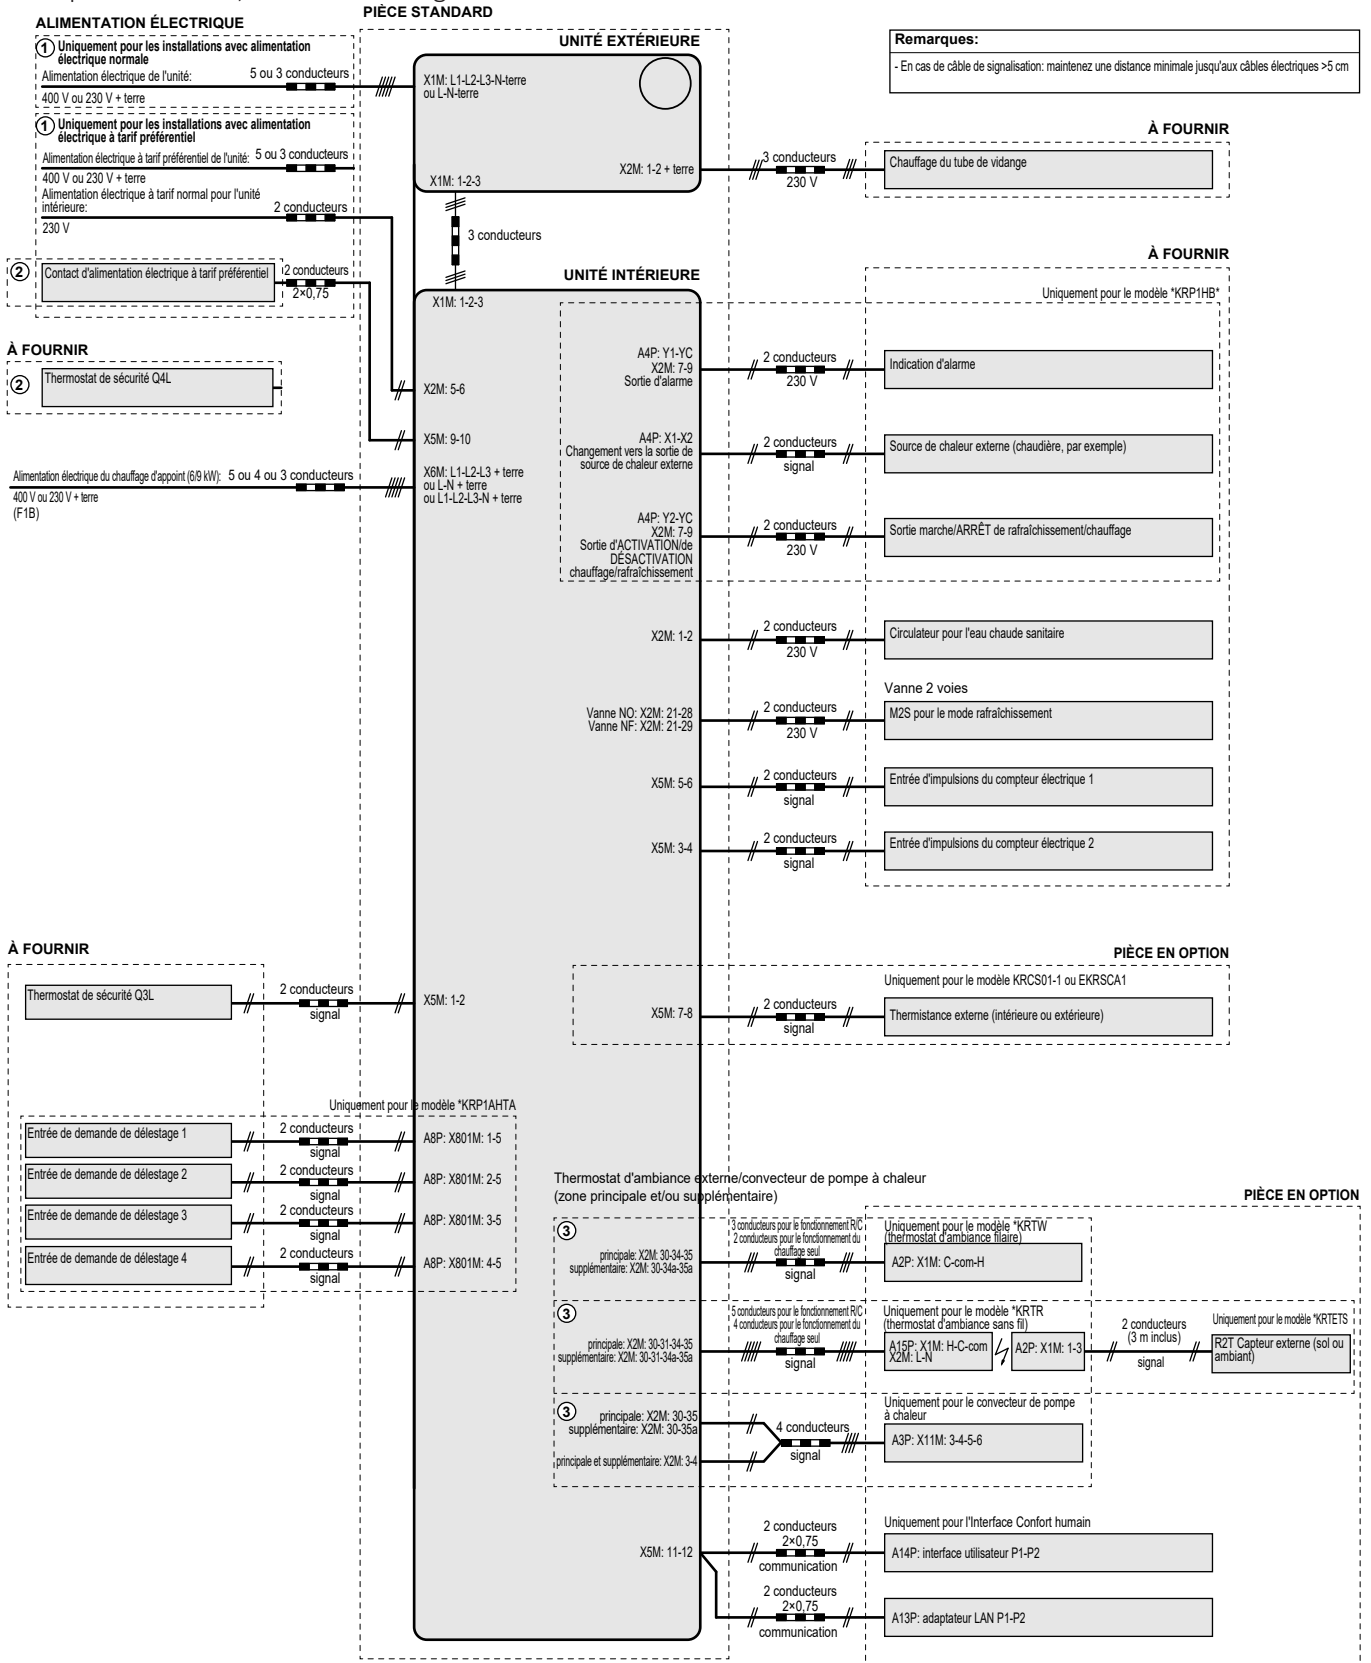 PIÈCE STANDARD
ALIMENTATION ÉLECTRIQUE
1 Uniquement pour les installations avec alimentation
électrique normale
Alimentation électrique de l'unité: 5 ou 3 conducteurs
400 V ou 230 V + terre
1 Uniquement pour les installations avec alimentation
électrique à tarif préférentiel
Alimentation électrique à tarif préférentiel de l'unité: 5 ou 3 conducteurs
400 V ou 230 V + terre
Alimentation électrique à tarif normal pour l'unité
intérieure: 2 conducteurs
230 V
2 Contact d'alimentation électrique à tarif préférentiel 2 conducteurs
2×0,75
À FOURNIR
2 Thermostat de sécurité Q4L
Alimentation électrique du chauffage d'appoint (6/9 kW): 5 ou 4 ou 3 conducteurs
400 V ou 230 V + terre
(F1B)
UNITÉ EXTÉRIEURE
X1M: L1-L2-L3-N-terre
ou L-N-terre
X2M: 1-2 + terre
X1M: 1-2-3
3 conducteurs
UNITÉ INTÉRIEURE
X1M: 1-2-3
X2M: 5-6
X5M: 9-10
X6M: L1-L2-L3 + terre
ou L-N + terre
ou L1-L2-L3-N + terre
Remarques:
- En cas de câble de signalisation: maintenez une distance minimale jusqu'aux câbles électriques >5 cm
À FOURNIR
3 conducteurs
230 V
Chauffage du tube de vidange
À FOURNIR
Uniquement pour le modèle *KRP1HB*
A4P: Y1-YC
X2M: 7-9
Sortie d'alarme
2 conducteurs
230 V
Indication d'alarme
A4P: X1-X2
Changement vers la sortie de
source de chaleur externe
2 conducteurs
signal
Source de chaleur externe (chaudière, par exemple)
A4P: Y2-YC
X2M: 7-9
Sortie d'ACTIVATION/de
DÉSACTIVATION
chauffage/rafraîchissement
2 conducteurs
230 V
Sortie marche/ARRÊT de rafraîchissement/chauffage
X2M: 1-2
2 conducteurs
230 V
Circulateur pour l'eau chaude sanitaire
Vanne 2 voies
Vanne NO: X2M: 21-28
Vanne NF: X2M: 21-29
2 conducteurs
230 V
M2S pour le mode rafraîchissement
X5M: 5-6
2 conducteurs
signal
Entrée d'impulsions du compteur électrique 1
X5M: 3-4
2 conducteurs
signal
Entrée d'impulsions du compteur électrique 2
À FOURNIR
Thermostat de sécurité Q3L
2 conducteurs
signal
X5M: 1-2
PIÈCE EN OPTION
Uniquement pour le modèle KRCS01-1 ou EKRSCA1
X5M: 7-8
2 conducteurs
signal
Thermistance externe (intérieure ou extérieure)
Uniquement pour le modèle *KRP1AHTA
Entrée de demande de délestage 1
2 conducteurs
signal
A8P: X801M: 1-5
Entrée de demande de délestage 2
2 conducteurs
signal
A8P: X801M: 2-5
Entrée de demande de délestage 3
2 conducteurs
signal
A8P: X801M: 3-5
Entrée de demande de délestage 4
2 conducteurs
signal
A8P: X801M: 4-5
Thermostat d'ambiance externe/convecteur de pompe à chaleur
(zone principale et/ou supplémentaire)
PIÈCE EN OPTION
3
principale: X2M: 30-34-35
supplémentaire: X2M: 30-34a-35a
3 conducteurs pour le fonctionnement R/C
2 conducteurs pour le fonctionnement du
chauffage seul
signal
Uniquement pour le modèle *KRTW
(thermostat d'ambiance filaire)
A2P: X1M: C-com-H
3
principale: X2M: 30-31-34-35
supplémentaire: X2M: 30-31-34a-35a
5 conducteurs pour le fonctionnement R/C
4 conducteurs pour le fonctionnement du
chauffage seul
signal
Uniquement pour le modèle *KRTR
(thermostat d'ambiance sans fil)
A15P: X1M: H-C-com
X2M: L-N
A2P: X1M: 1-3
2 conducteurs
(3 m inclus)
signal
Uniquement pour le modèle *KRTETS
R2T Capteur externe (sol ou
ambiant)
3
principale: X2M: 30-35
supplémentaire: X2M: 30-35a
principale et supplémentaire: X2M: 3-4
4 conducteurs
signal
Uniquement pour le convecteur de pompe
à chaleur
A3P: X11M: 3-4-5-6
Uniquement pour l'Interface Confort humain
X5M: 11-12
2 conducteurs
2×0,75
communication
A14P: interface utilisateur P1-P2
2 conducteurs
2×0,75
communication
A13P: adaptateur LAN P1-P2